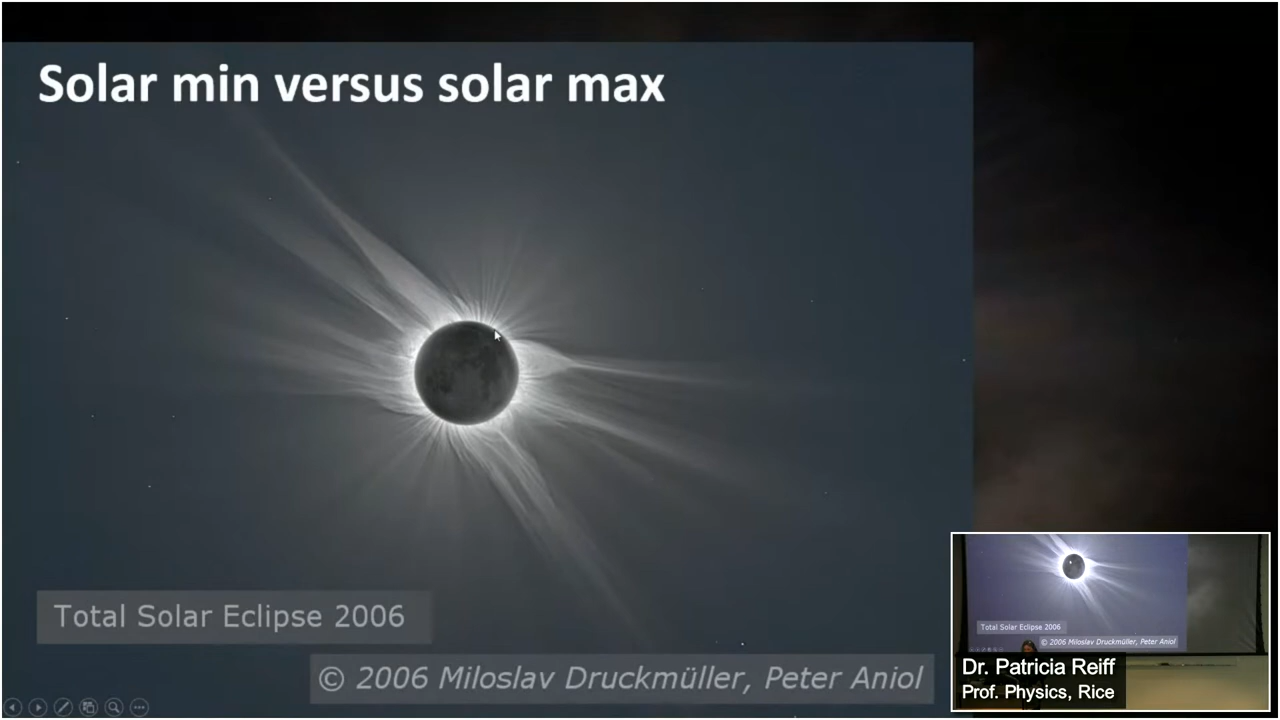 Solar min versus solar max
Total Solar Eclipse 2006
© 2006 Miloslav Druckmüller, Peter Aniol
Total Solar Eclipse 2006
© 2006 Miloslav Druckmüller, Peter Aniol
Dr. Patricia Reiff
Prof. Physics, Rice